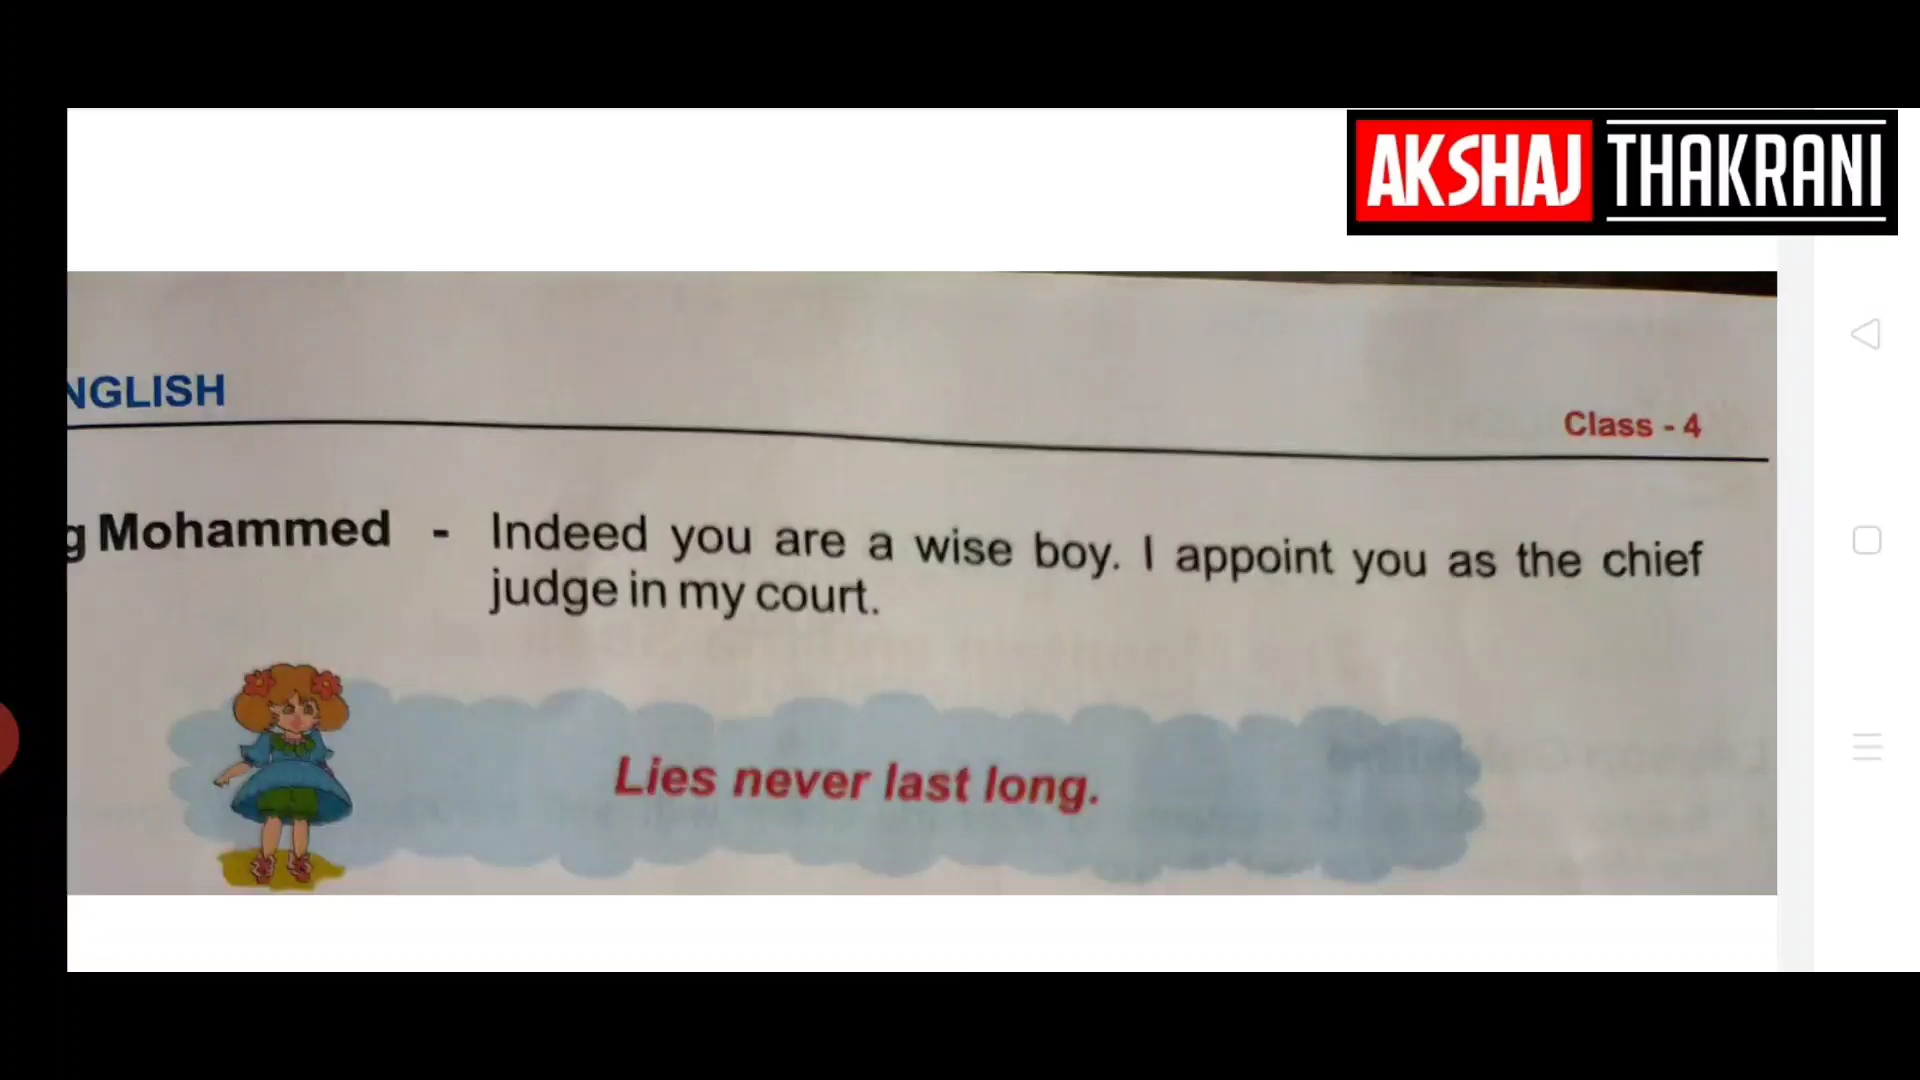 AKSHAJ THAKRANI
NGLISH
Class - 4
g Mohammed - Indeed you are a wise boy. I appoint you as the chief
judge in my court.
Lies never last long.